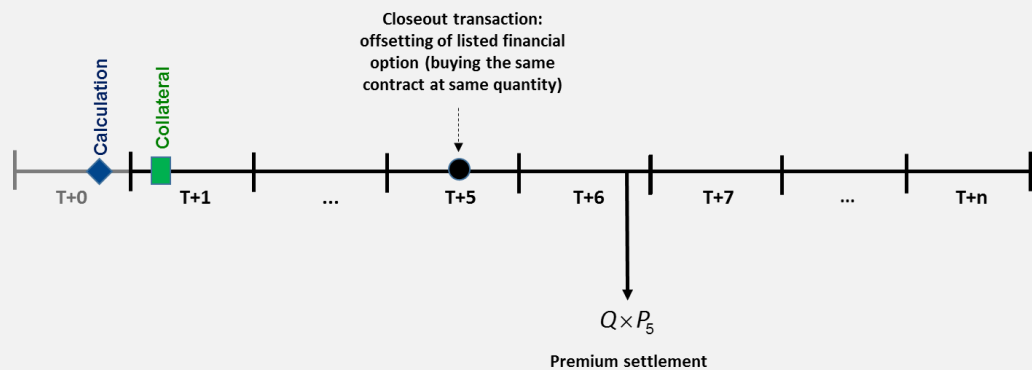 Closeout transaction:
offsetting of listed financial
option (buying the same
contract at same quantity)
Calculation
Collateral
T+0
T+1
...
T+5
T+6
T+7
...
T+n
Q×P₅
Premium settlement